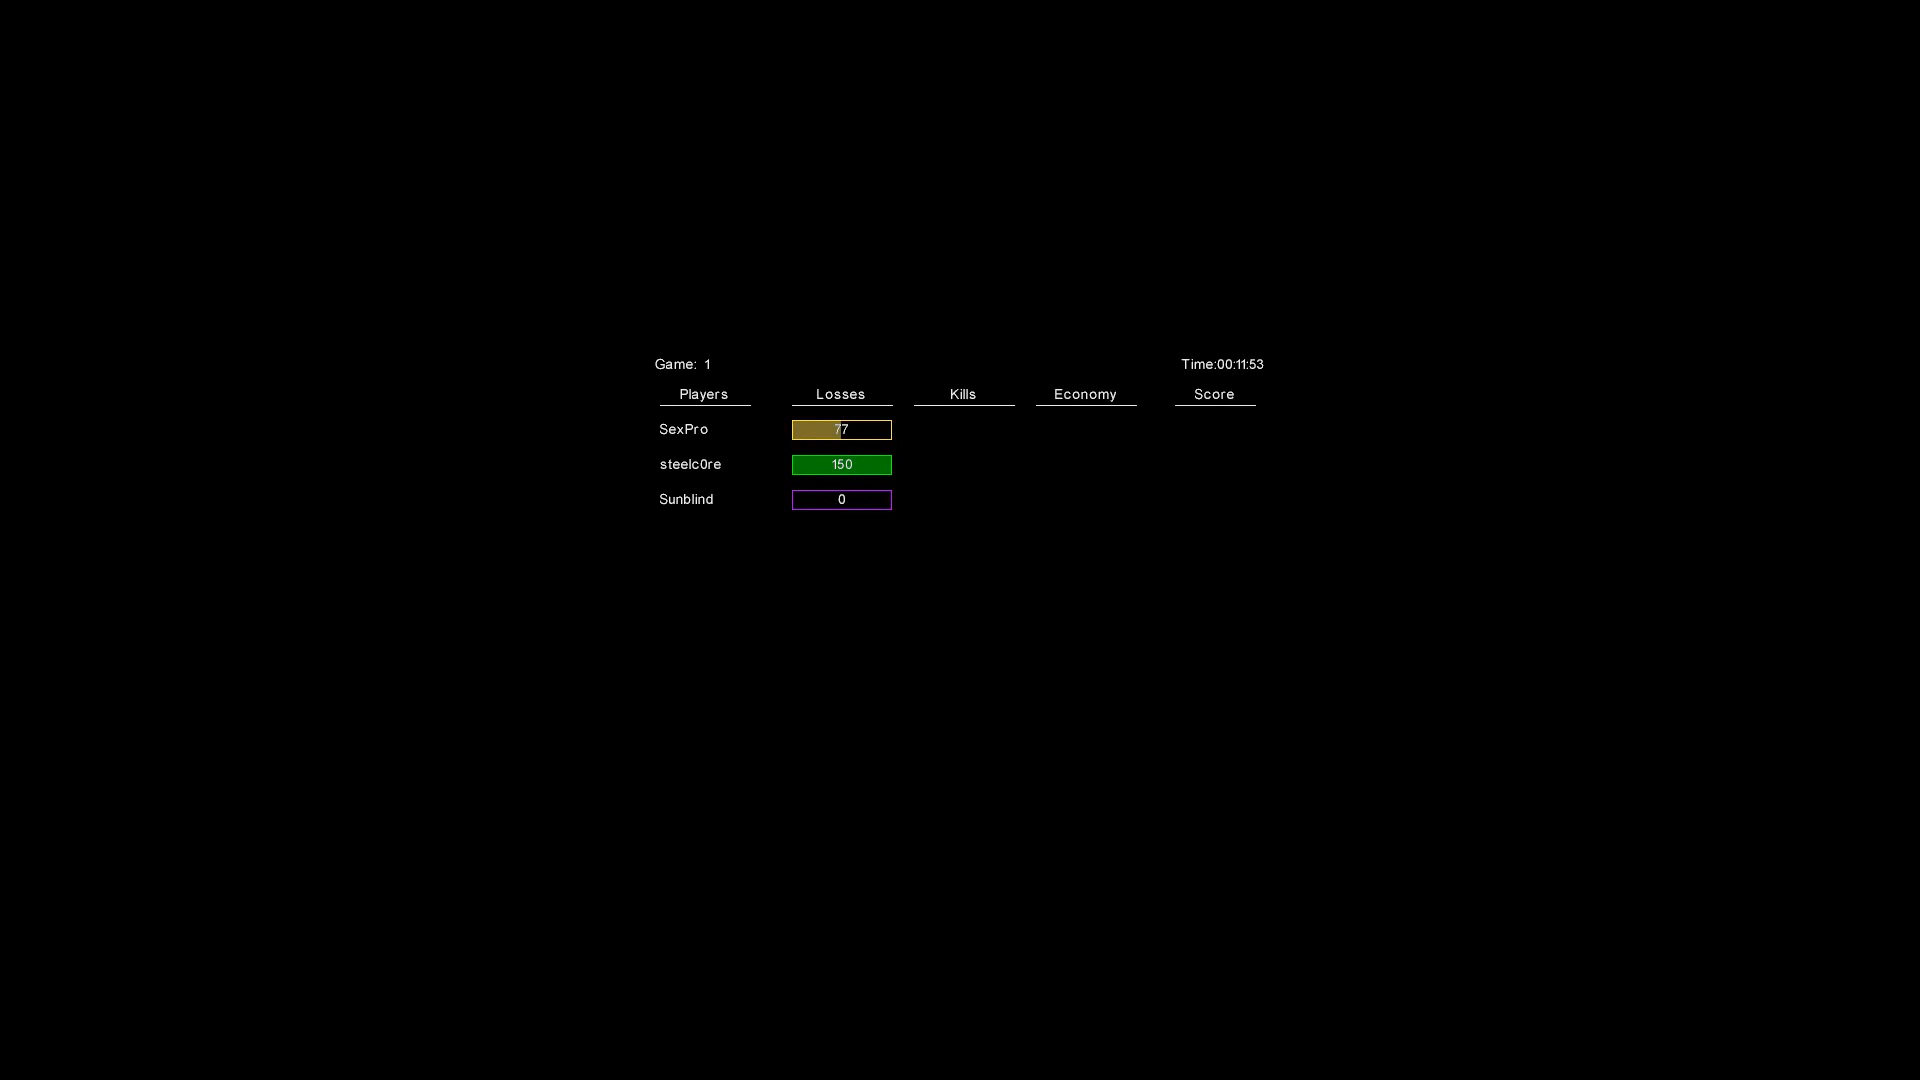 Game: 1 Time:00:11:53
Players Losses Kills Economy Score
SexPro 77
steelc0re 150
Sunblind 0